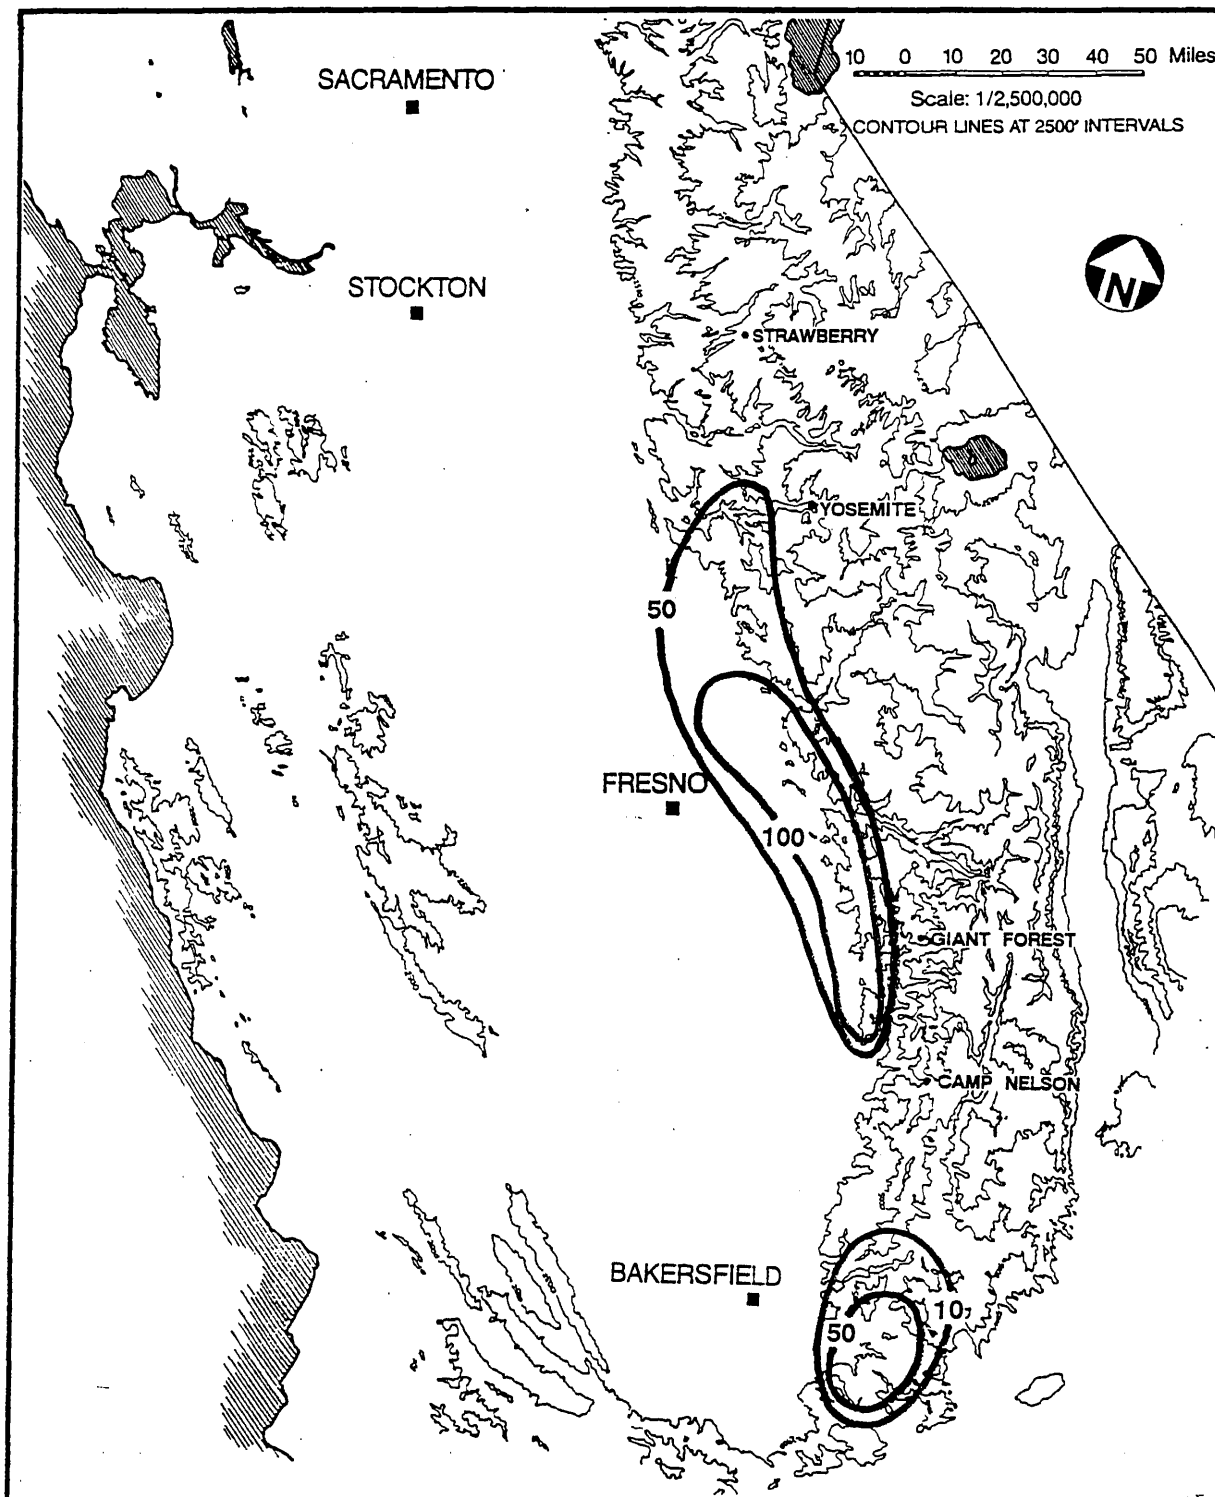 10 0 10 20 30 40 50 Miles
Scale: 1/2,500,000
CONTOUR LINES AT 2500' INTERVALS
SACRAMENTO
N
STOCKTON
STRAWBERRY
YOSEMITE
50
FRESNO
100
GIANT FOREST
CAMP NELSON
BAKERSFIELD
10
50